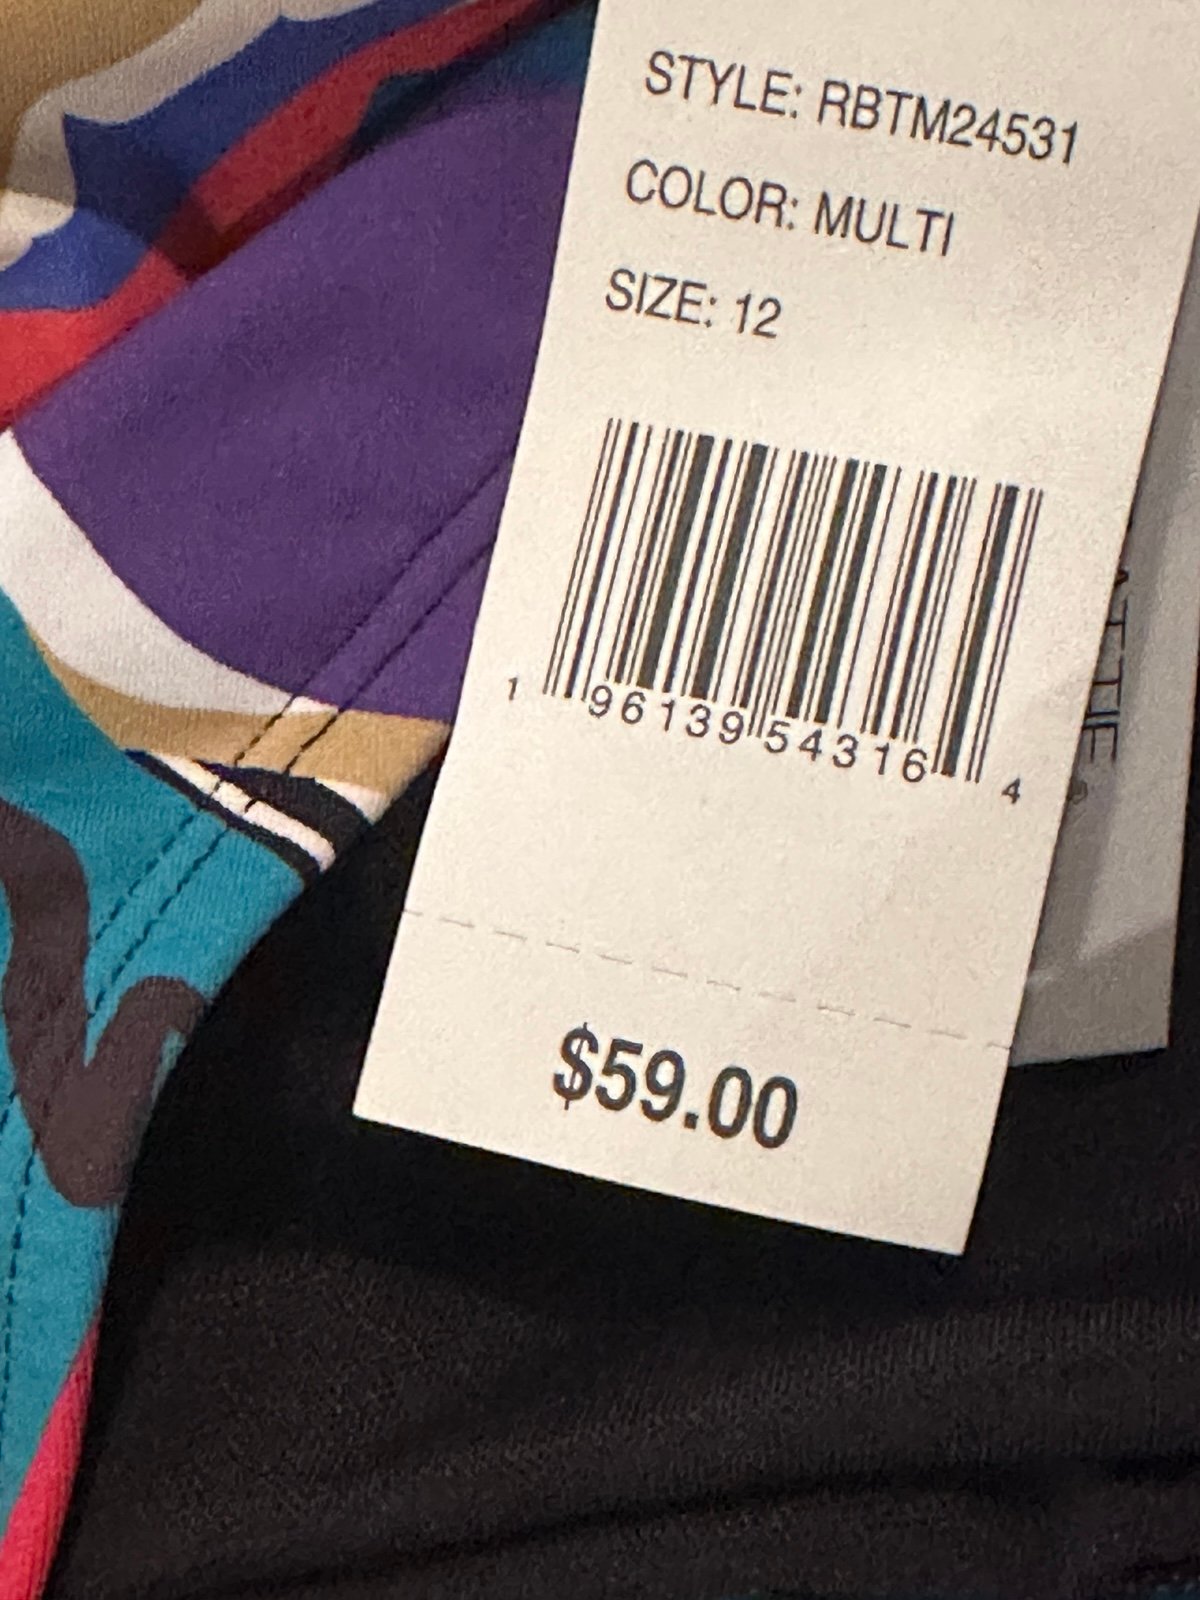 STYLE: RBTM24531
COLOR: MULTI
SIZE: 12
1 96139 54316 4
$59.00